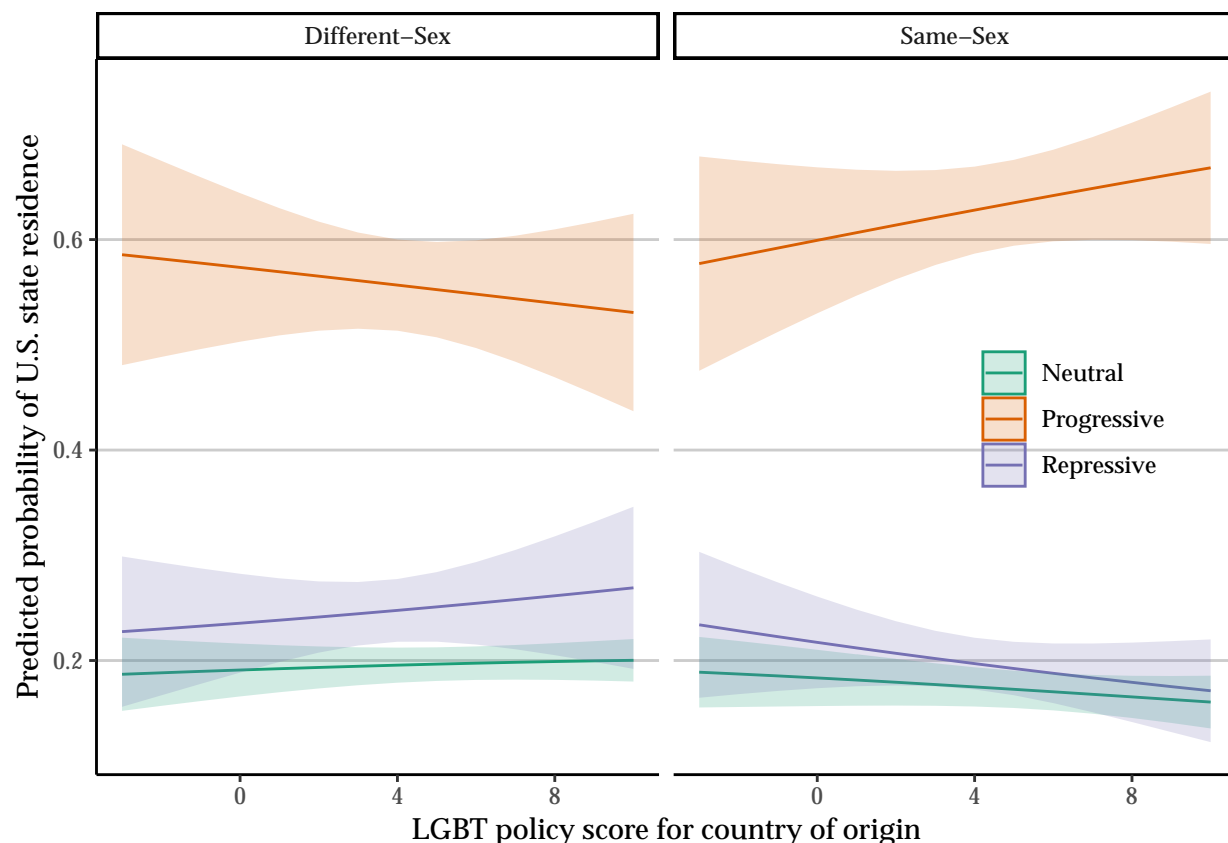 Different−Sex
Same−Sex
Predicted probability of U.S. state residence
0.6
0.4
0.2
Neutral
Progressive
Repressive
0
4
8
0
4
8
LGBT policy score for country of origin